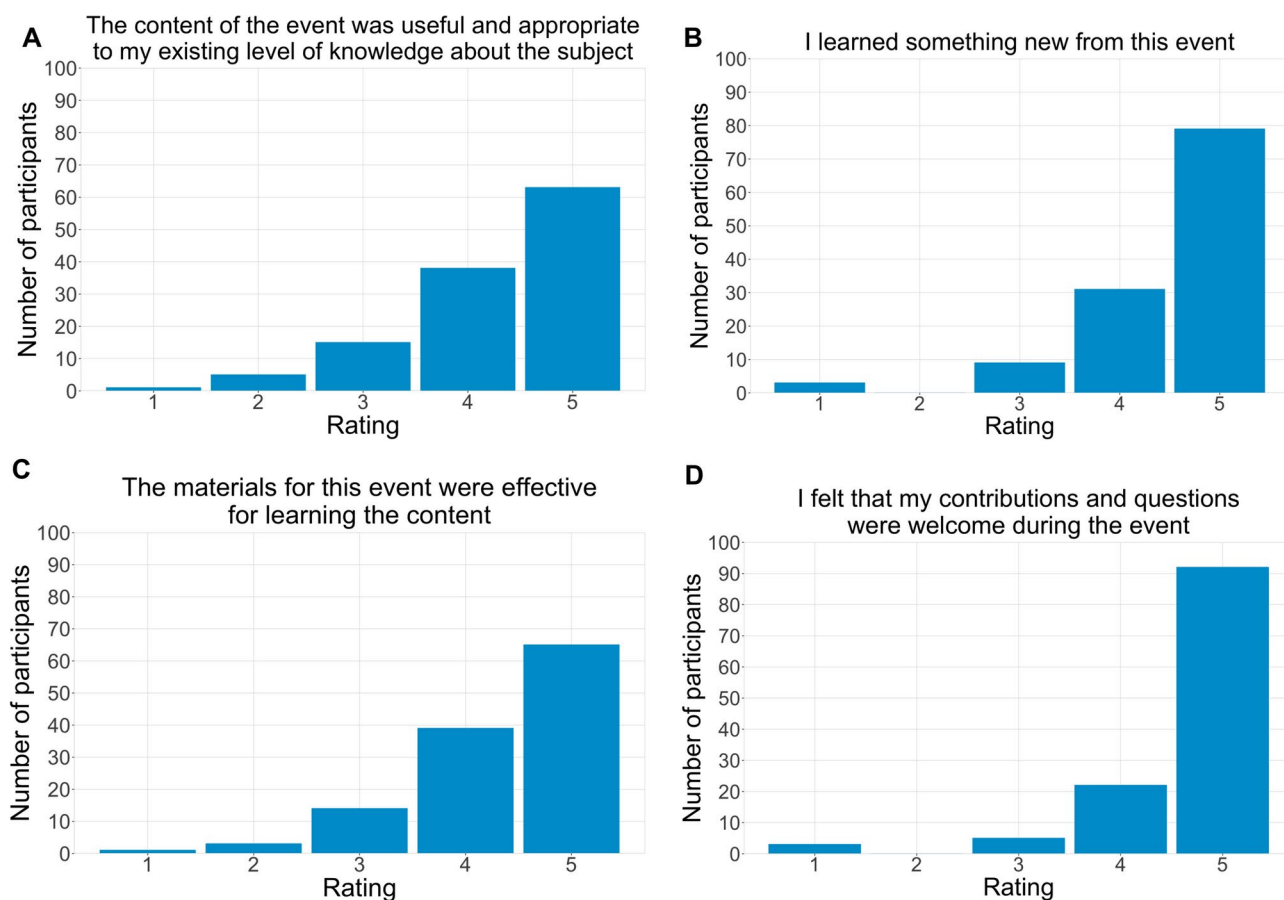 A
The content of the event was useful and appropriate
to my existing level of knowledge about the subject
Number of participants
100
90
80
70
60
50
40
30
20
10
0
1 2 3 4 5
Rating
B
I learned something new from this event
Number of participants
100
90
80
70
60
50
40
30
20
10
0
1 2 3 4 5
Rating
C
The materials for this event were effective
for learning the content
Number of participants
100
90
80
70
60
50
40
30
20
10
0
1 2 3 4 5
Rating
D
I felt that my contributions and questions
were welcome during the event
Number of participants
100
90
80
70
60
50
40
30
20
10
0
1 2 3 4 5
Rating